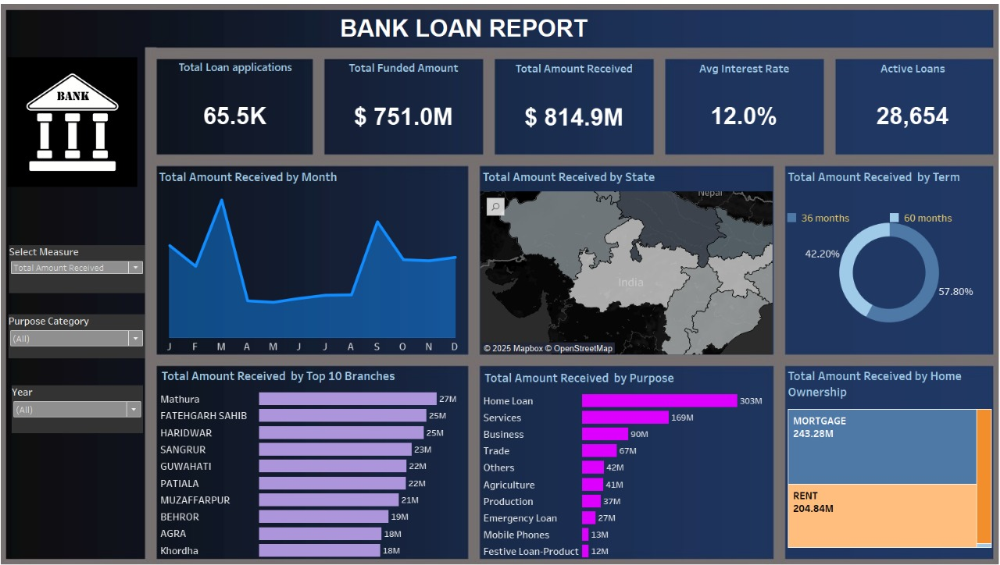 BANK LOAN REPORT
BANK
Total Loan applications
65.5K
Total Funded Amount
$ 751.0M
Total Amount Received
$ 814.9M
Avg Interest Rate
12.0%
Active Loans
28,654
Select Measure
Total Amount Received
Purpose Category
(All)
Year
(All)
Total Amount Received by Month
J F M A M J J A S O N D
Total Amount Received by State
Nepal
India
© 2025 Mapbox © OpenStreetMap
Total Amount Received by Term
36 months
60 months
42.20%
57.80%
Total Amount Received by Top 10 Branches
Mathura 27M
FATEHGARH SAHIB 25M
HARIDWAR 25M
SANGRUR 23M
GUWAHATI 22M
PATIALA 22M
MUZAFFARPUR 21M
BEHROR 19M
AGRA 18M
Khordha 18M
Total Amount Received by Purpose
Home Loan 303M
Services 169M
Business 90M
Trade 67M
Others 42M
Agriculture 41M
Production 37M
Emergency Loan 27M
Mobile Phones 13M
Festive Loan-Product 12M
Total Amount Received by Home
Ownership
MORTGAGE
243.28M
RENT
204.84M